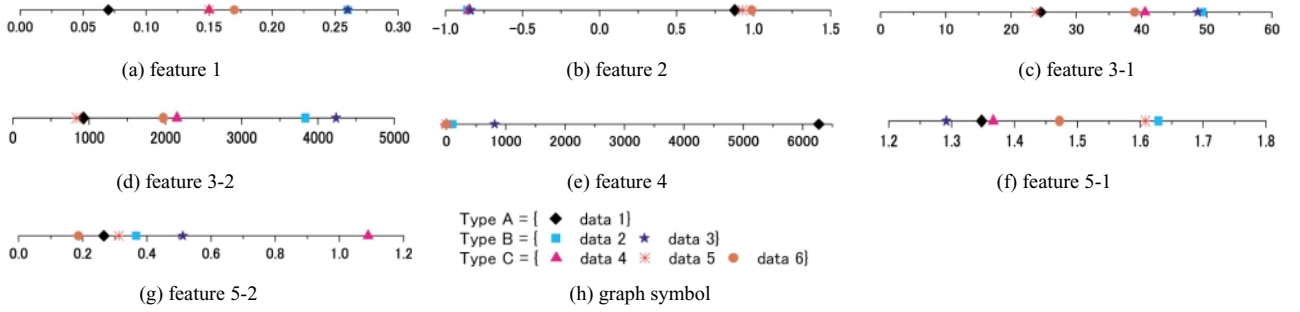 0.00 0.05 0.10 0.15 0.20 0.25 0.30
(a) feature 1
−1.0 −0.5 0.0 0.5 1.0 1.5
(b) feature 2
0 10 20 30 40 50 60
(c) feature 3-1
0 1000 2000 3000 4000 5000
(d) feature 3-2
0 1000 2000 3000 4000 5000 6000
(e) feature 4
1.2 1.3 1.4 1.5 1.6 1.7 1.8
(f) feature 5-1
0.0 0.2 0.4 0.6 0.8 1.0 1.2
(g) feature 5-2
Type A = { data 1}
Type B = { data 2 data 3}
Type C = { data 4 data 5 data 6}
(h) graph symbol